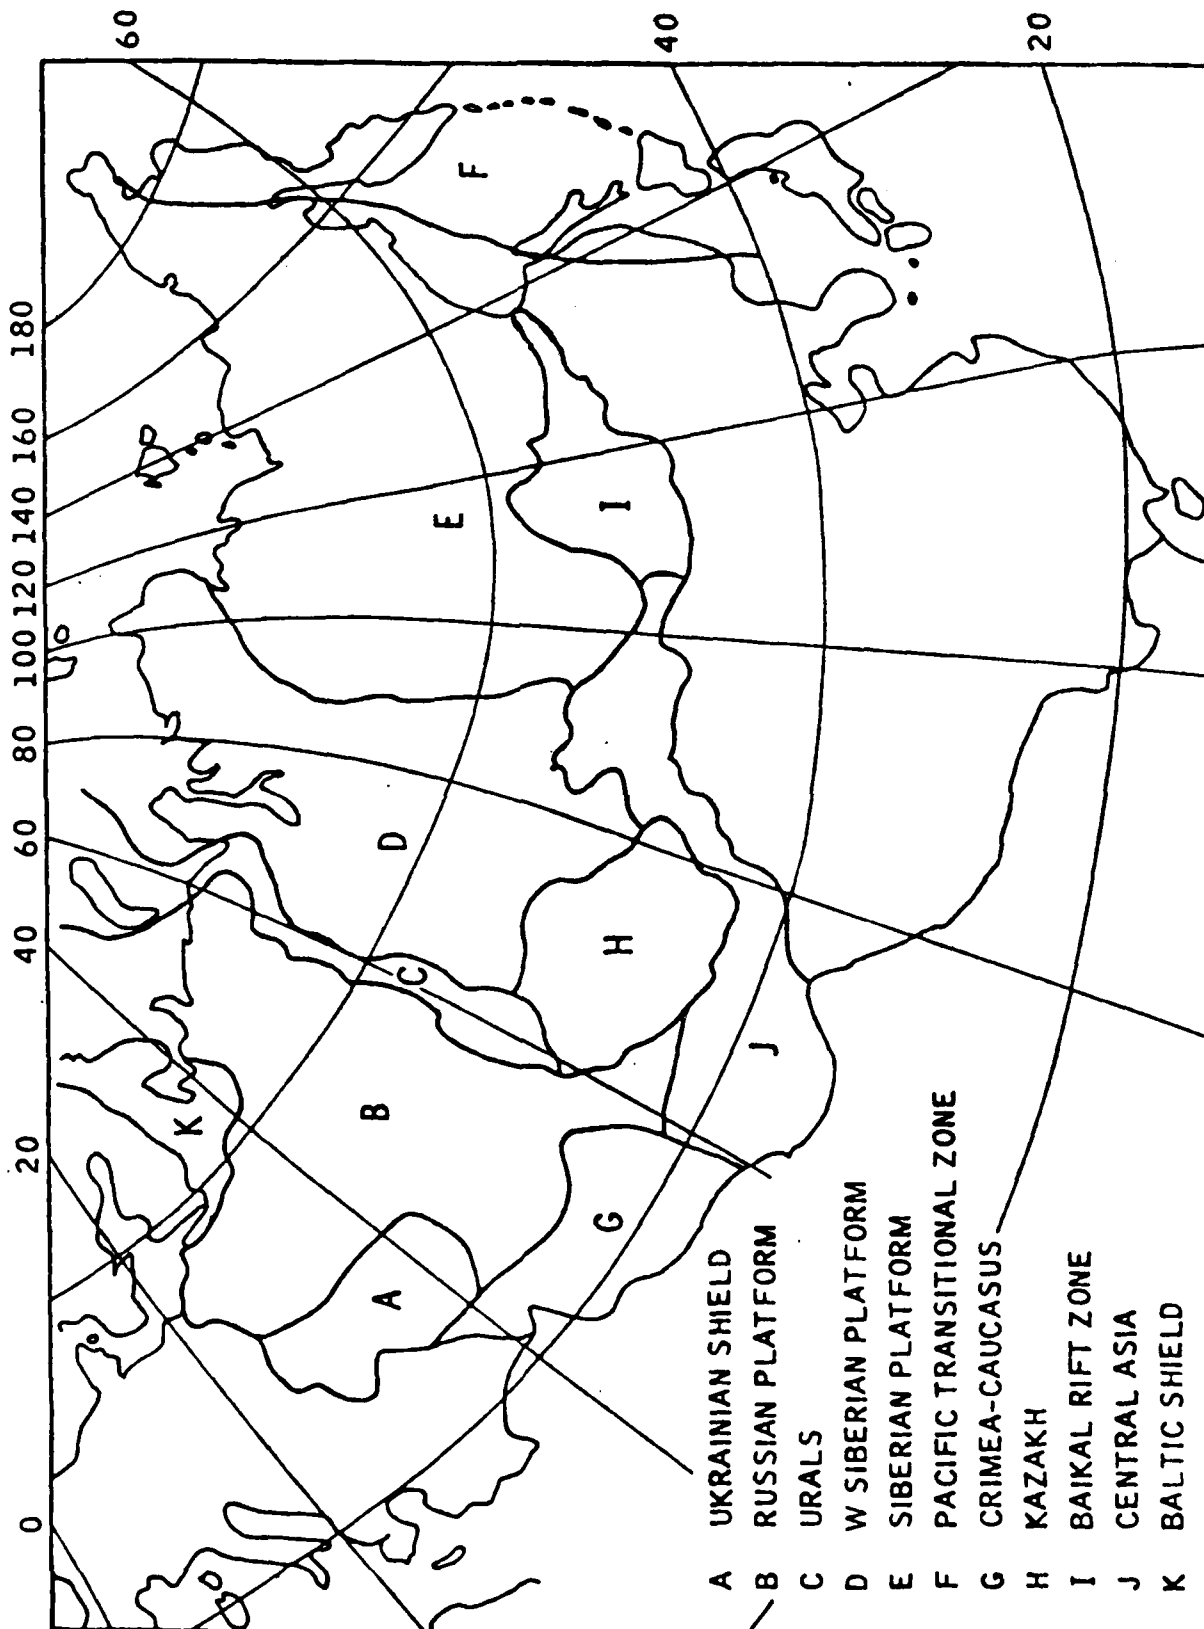 0 20 40 60 80 100 120 140 160 180
60
40
20
K
A
B
C
D
E
F
G
H
I
J
A UKRAINIAN SHIELD
B RUSSIAN PLATFORM
C URALS
D W SIBERIAN PLATFORM
E SIBERIAN PLATFORM
F PACIFIC TRANSITIONAL ZONE
G CRIMEA-CAUCASUS
H KAZAKH
I BAIKAL RIFT ZONE
J CENTRAL ASIA
K BALTIC SHIELD